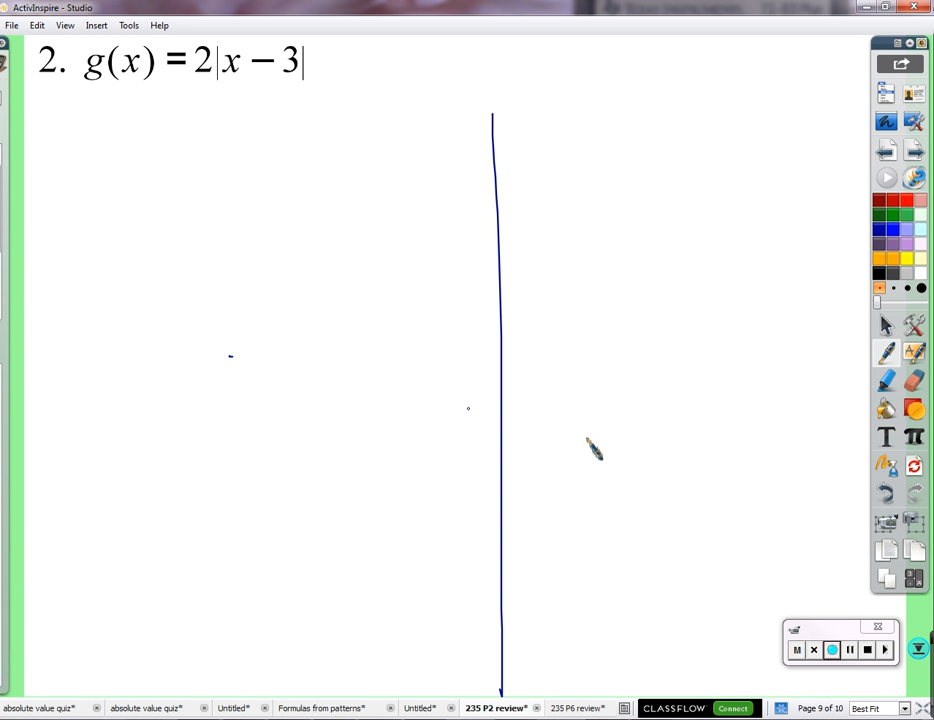 ActivInspire - Studio
File Edit View Insert Tools Help
2. g(x) = 2|x − 3|
M
absolute value quiz* absolute value quiz* Untitled* Formulas from patterns* Untitled* 235 P2 review* 235 P6 review* CLASSFLOW Connect Page 9 of 10 Best Fit